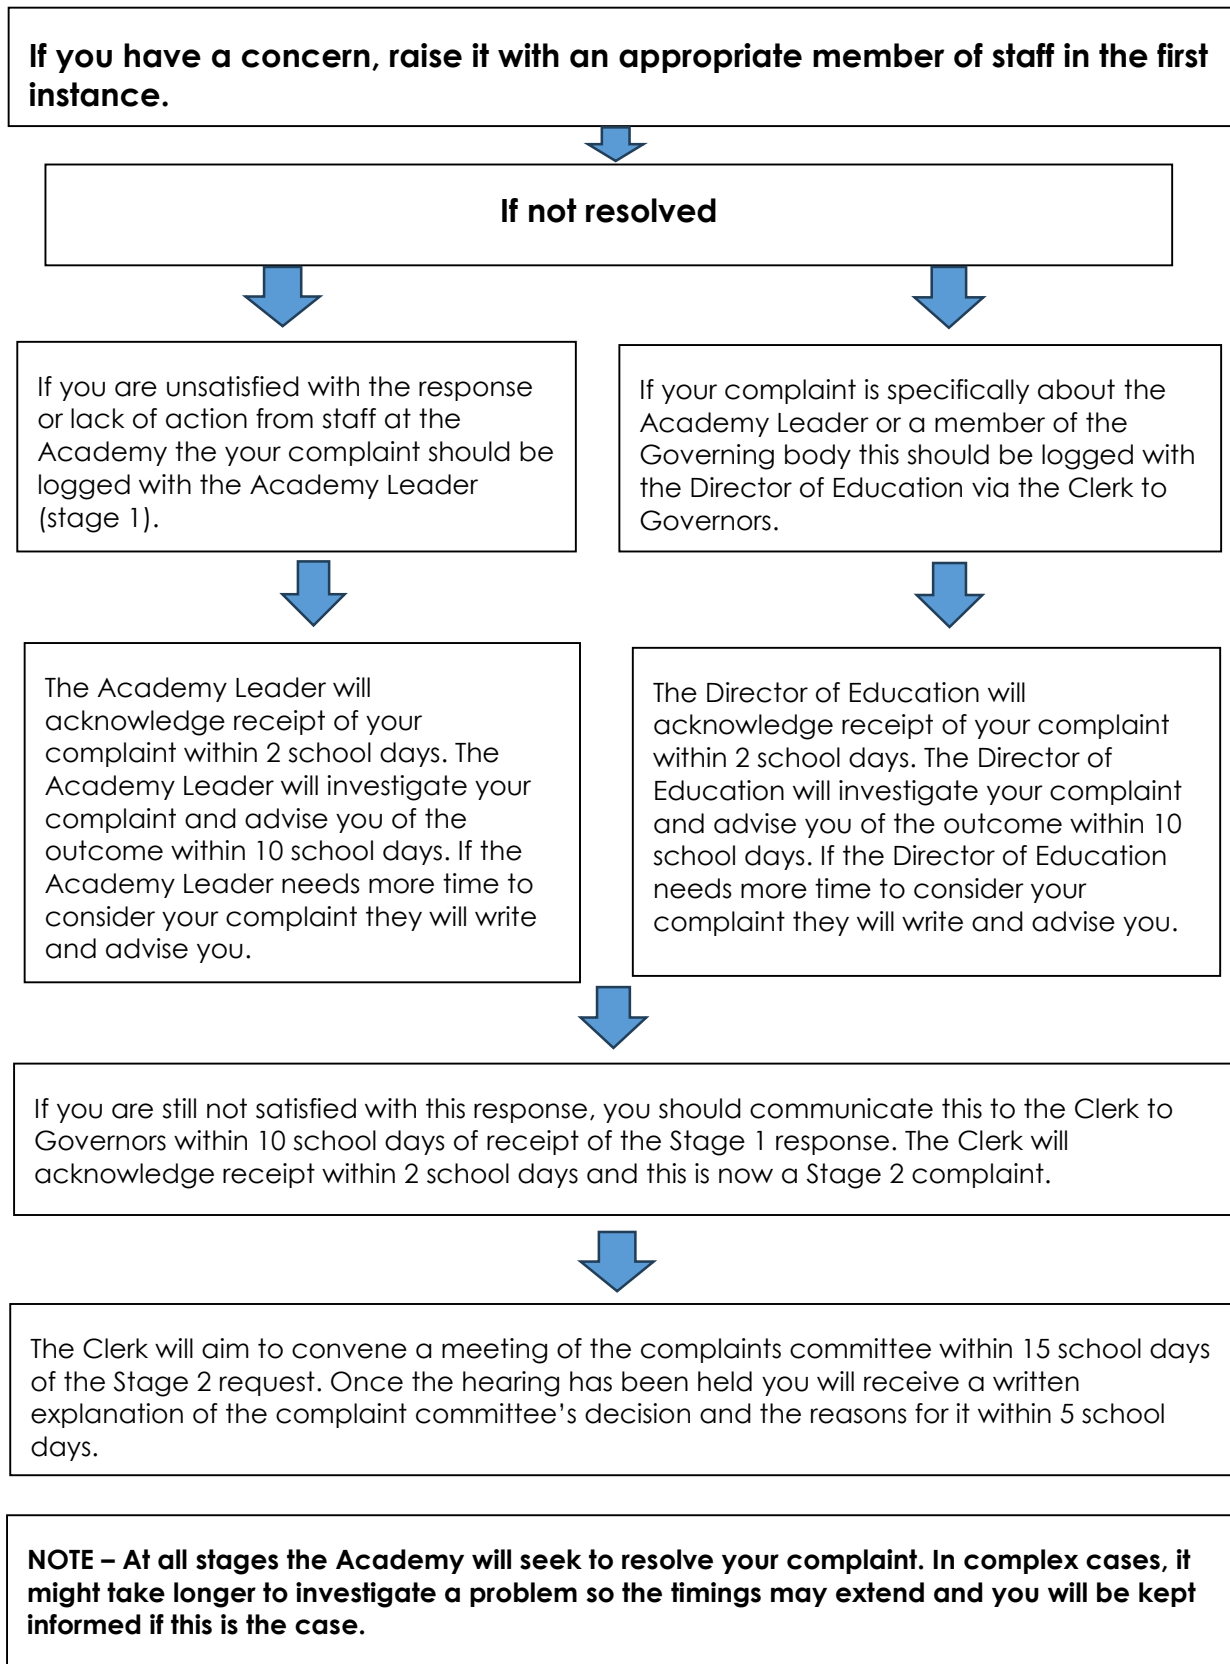 If you have a concern, raise it with an appropriate member of staff in the first
instance.
If not resolved
If you are unsatisfied with the response
or lack of action from staff at the
Academy the your complaint should be
logged with the Academy Leader
(stage 1).
If your complaint is specifically about the
Academy Leader or a member of the
Governing body this should be logged with
the Director of Education via the Clerk to
Governors.
The Academy Leader will
acknowledge receipt of your
complaint within 2 school days. The
Academy Leader will investigate your
complaint and advise you of the
outcome within 10 school days. If the
Academy Leader needs more time to
consider your complaint they will write
and advise you.
The Director of Education will
acknowledge receipt of your complaint
within 2 school days. The Director of
Education will investigate your complaint
and advise you of the outcome within 10
school days. If the Director of Education
needs more time to consider your
complaint they will write and advise you.
If you are still not satisfied with this response, you should communicate this to the Clerk to
Governors within 10 school days of receipt of the Stage 1 response. The Clerk will
acknowledge receipt within 2 school days and this is now a Stage 2 complaint.
The Clerk will aim to convene a meeting of the complaints committee within 15 school days
of the Stage 2 request. Once the hearing has been held you will receive a written
explanation of the complaint committee's decision and the reasons for it within 5 school
days.
NOTE – At all stages the Academy will seek to resolve your complaint. In complex cases, it
might take longer to investigate a problem so the timings may extend and you will be kept
informed if this is the case.